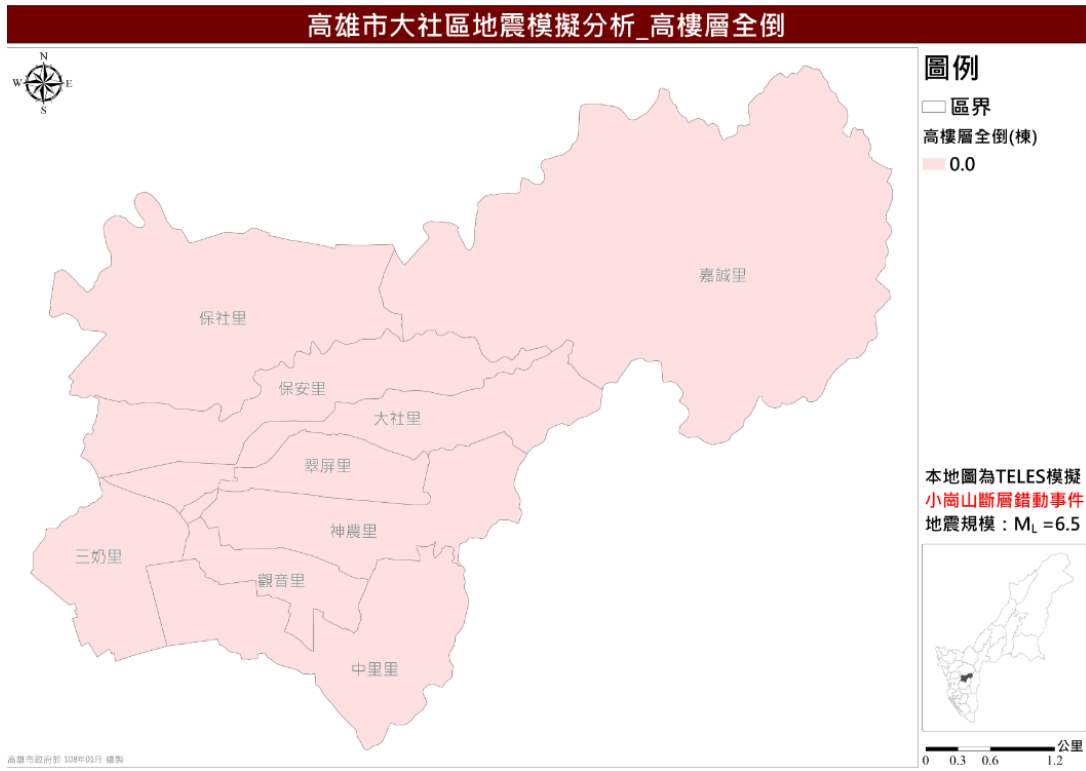 高雄市大社區地震模擬分析_高樓層全倒
N
W E
S
圖例
區界
高樓層全倒(棟)
0.0
嘉誠里
保社里
保安里
大社里
翠屏里
神農里
三奶里
觀音里
中里里
本地圖為TELES模擬
小崗山斷層錯動事件
地震規模：ML =6.5
公里
0 0.3 0.6 1.2
高雄市政府於 108年01月 繪製